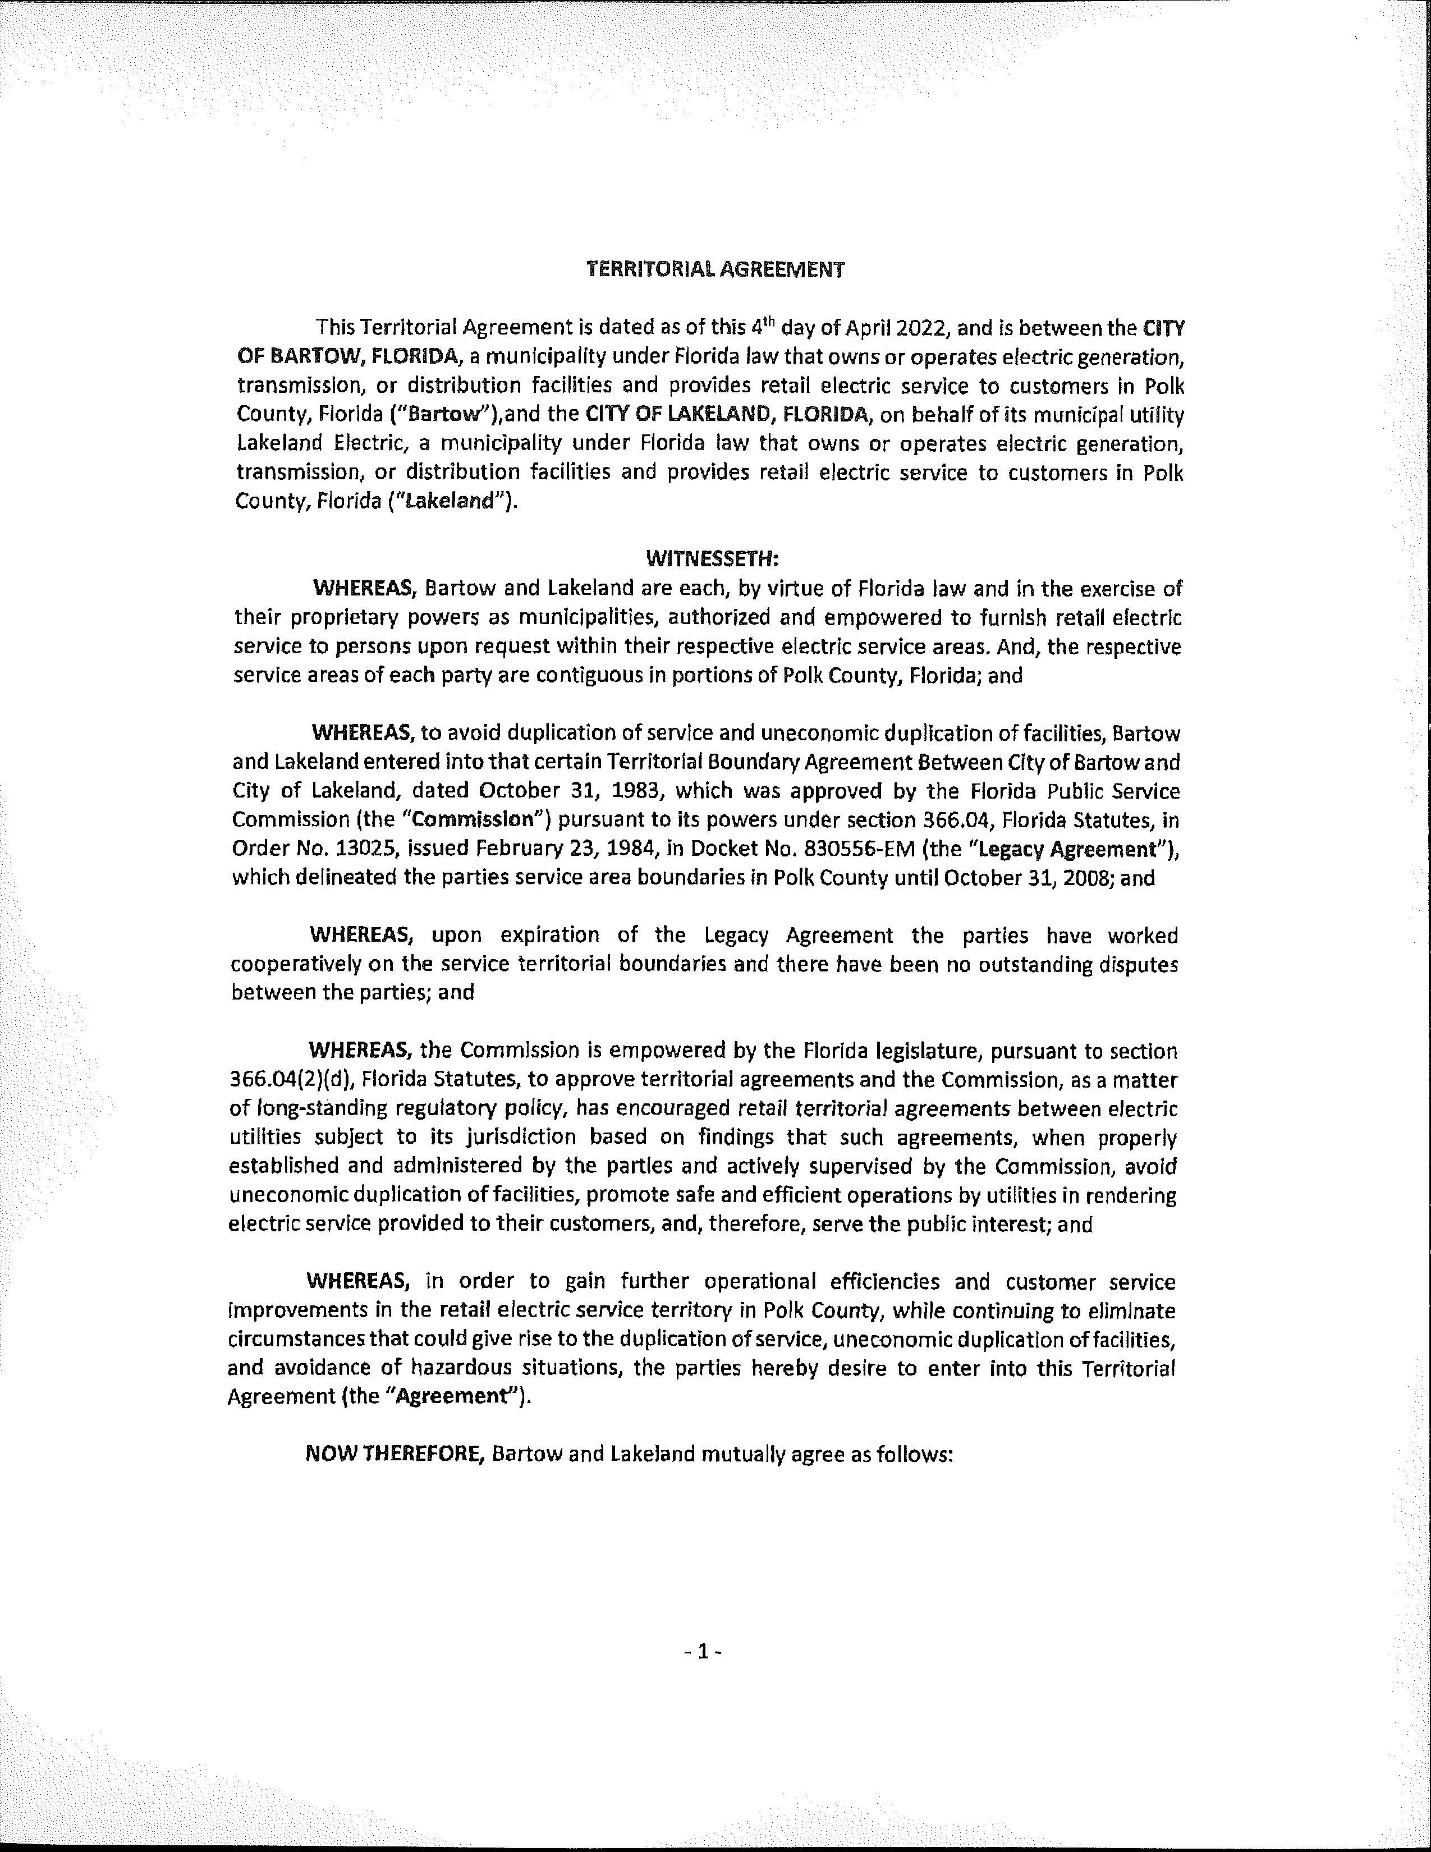 TERRITORIAL AGREEMENT
This Territorial Agreement is dated as of this 4th day of April 2022, and is between the CITY
OF BARTOW, FLORIDA, a municipality under Florida law that owns or operates electric generation,
transmission, or distribution facilities and provides retail electric service to customers in Polk
County, Florida ("Bartow"),and the CITY OF LAKELAND, FLORIDA, on behalf of its municipal utility
Lakeland Electric, a municipality under Florida law that owns or operates electric generation,
transmission, or distribution facilities and provides retail electric service to customers in Polk
County, Florida ("Lakeland").
WITNESSETH:
WHEREAS, Bartow and Lakeland are each, by virtue of Florida law and in the exercise of
their proprietary powers as municipalities, authorized and empowered to furnish retail electric
service to persons upon request within their respective electric service areas. And, the respective
service areas of each party are contiguous in portions of Polk County, Florida; and
WHEREAS, to avoid duplication of service and uneconomic duplication of facilities, Bartow
and Lakeland entered into that certain Territorial Boundary Agreement Between City of Bartow and
City of Lakeland, dated October 31, 1983, which was approved by the Florida Public Service
Commission (the "Commission") pursuant to its powers under section 366.04, Florida Statutes, in
Order No. 13025, issued February 23, 1984, in Docket No. 830556-EM (the "Legacy Agreement"),
which delineated the parties service area boundaries in Polk County until October 31, 2008; and
WHEREAS, upon expiration of the Legacy Agreement the parties have worked
cooperatively on the service territorial boundaries and there have been no outstanding disputes
between the parties; and
WHEREAS, the Commission is empowered by the Florida legislature, pursuant to section
366.04(2)(d), Florida Statutes, to approve territorial agreements and the Commission, as a matter
of long-standing regulatory policy, has encouraged retail territorial agreements between electric
utilities subject to its jurisdiction based on findings that such agreements, when properly
established and administered by the parties and actively supervised by the Commission, avoid
uneconomic duplication of facilities, promote safe and efficient operations by utilities in rendering
electric service provided to their customers, and, therefore, serve the public interest; and
WHEREAS, in order to gain further operational efficiencies and customer service
improvements in the retail electric service territory in Polk County, while continuing to eliminate
circumstances that could give rise to the duplication of service, uneconomic duplication of facilities,
and avoidance of hazardous situations, the parties hereby desire to enter into this Territorial
Agreement (the "Agreement").
NOW THEREFORE, Bartow and Lakeland mutually agree as follows:
- 1 -